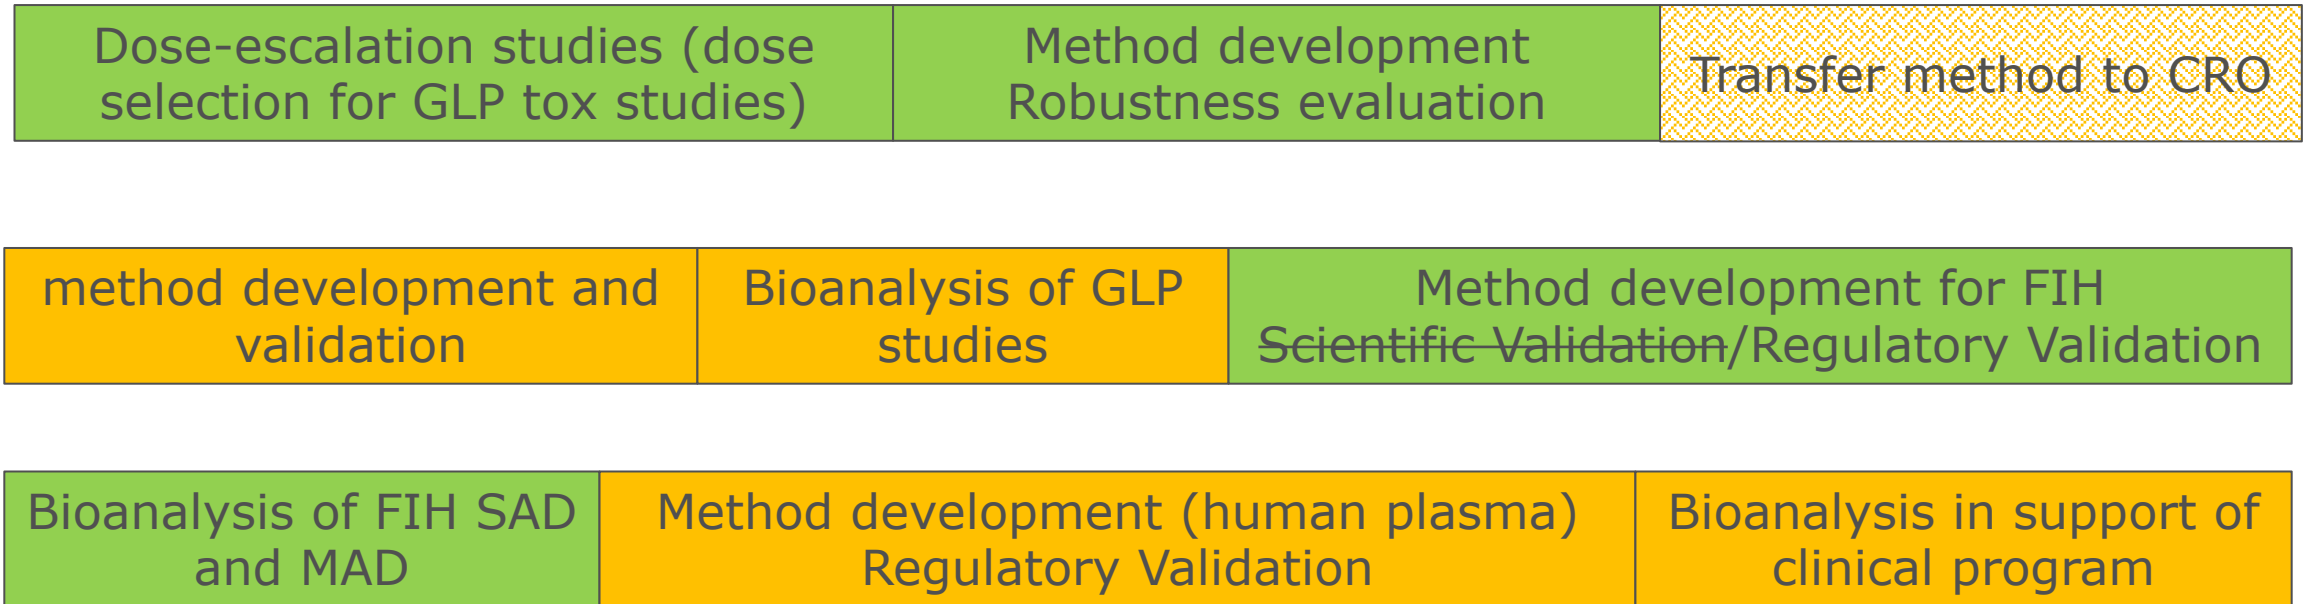 Dose-escalation studies (dose
selection for GLP tox studies)
Method development
Robustness evaluation
Transfer method to CRO
method development and
validation
Bioanalysis of GLP
studies
Method development for FIH
Scientific Validation/Regulatory Validation
Bioanalysis of FIH SAD
and MAD
Method development (human plasma)
Regulatory Validation
Bioanalysis in support of
clinical program